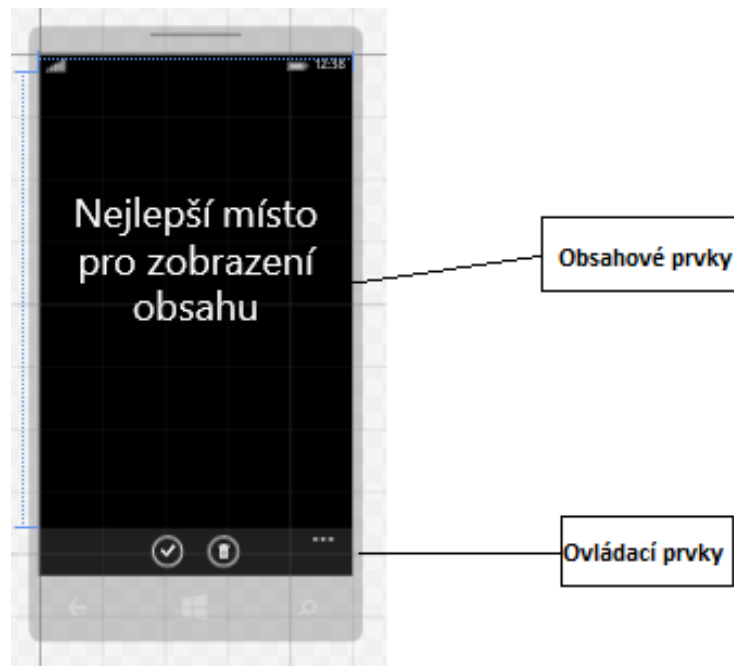 12:38
Nejlepší místo
pro zobrazení
obsahu
Obsahové prvky
Ovládací prvky